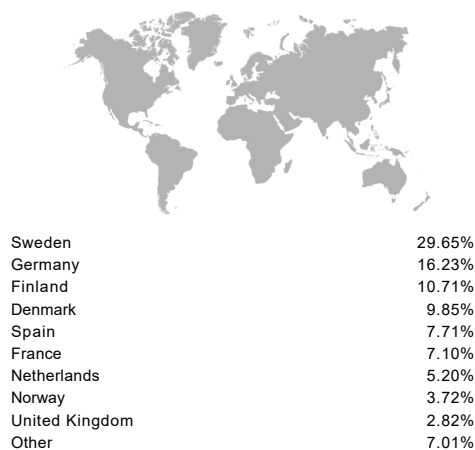 Sweden 29.65%
Germany 16.23%
Finland 10.71%
Denmark 9.85%
Spain 7.71%
France 7.10%
Netherlands 5.20%
Norway 3.72%
United Kingdom 2.82%
Other 7.01%